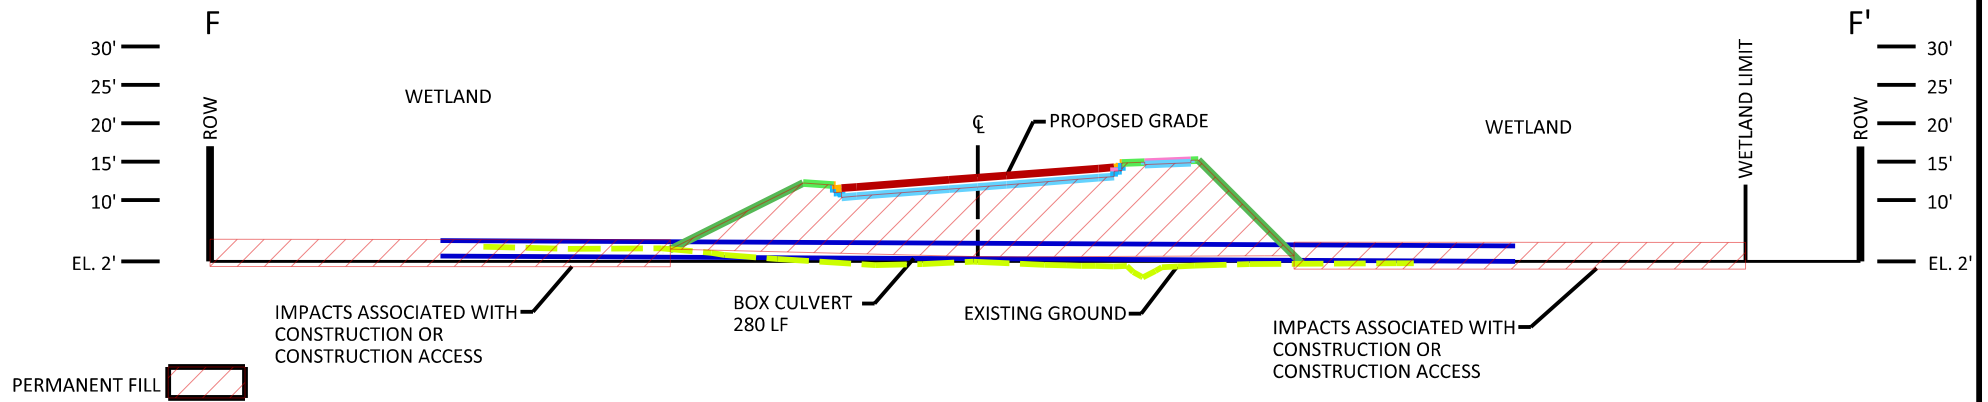 F
F'
30'
25'
20'
15'
10'
EL. 2'
ROW
WETLAND
℄
PROPOSED GRADE
WETLAND
WETLAND LIMIT
ROW
30'
25'
20'
15'
10'
EL. 2'
IMPACTS ASSOCIATED WITH
CONSTRUCTION OR
CONSTRUCTION ACCESS
BOX CULVERT
280 LF
EXISTING GROUND
IMPACTS ASSOCIATED WITH
CONSTRUCTION OR
CONSTRUCTION ACCESS
PERMANENT FILL